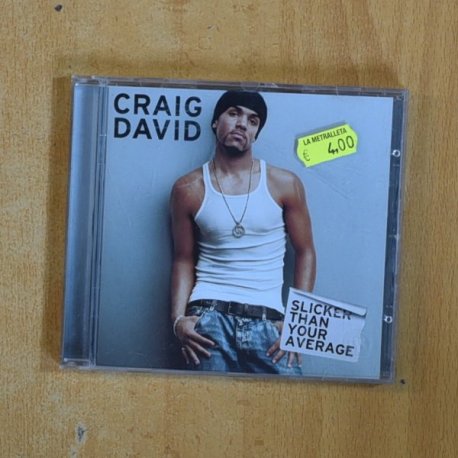 CRAIG
DAVID
LA METRALLETA
€ 4,00
SLICKER
THAN
YOUR
AVERAGE